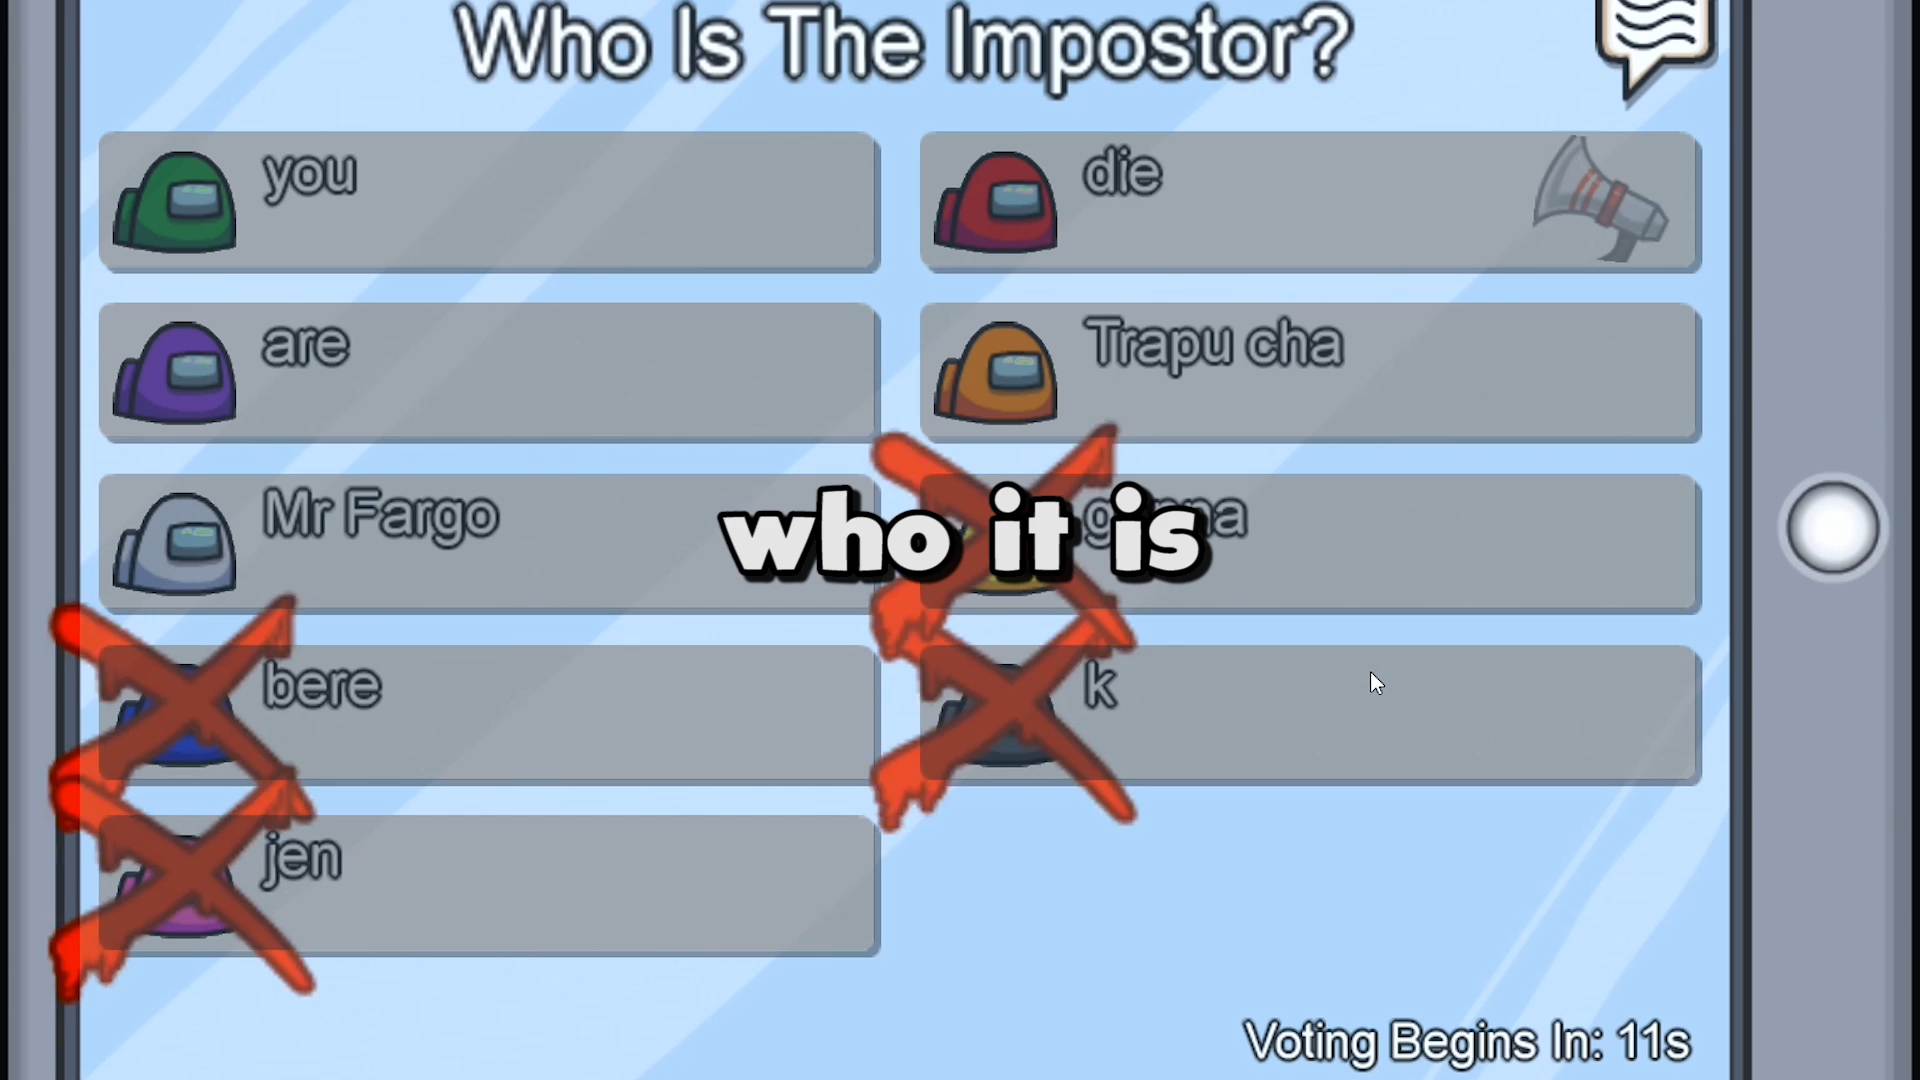 Who Is The Impostor?
you
die
are
Trapu cha
Mr Fargo
who it is
bere
k
jen
Voting Begins In: 11s